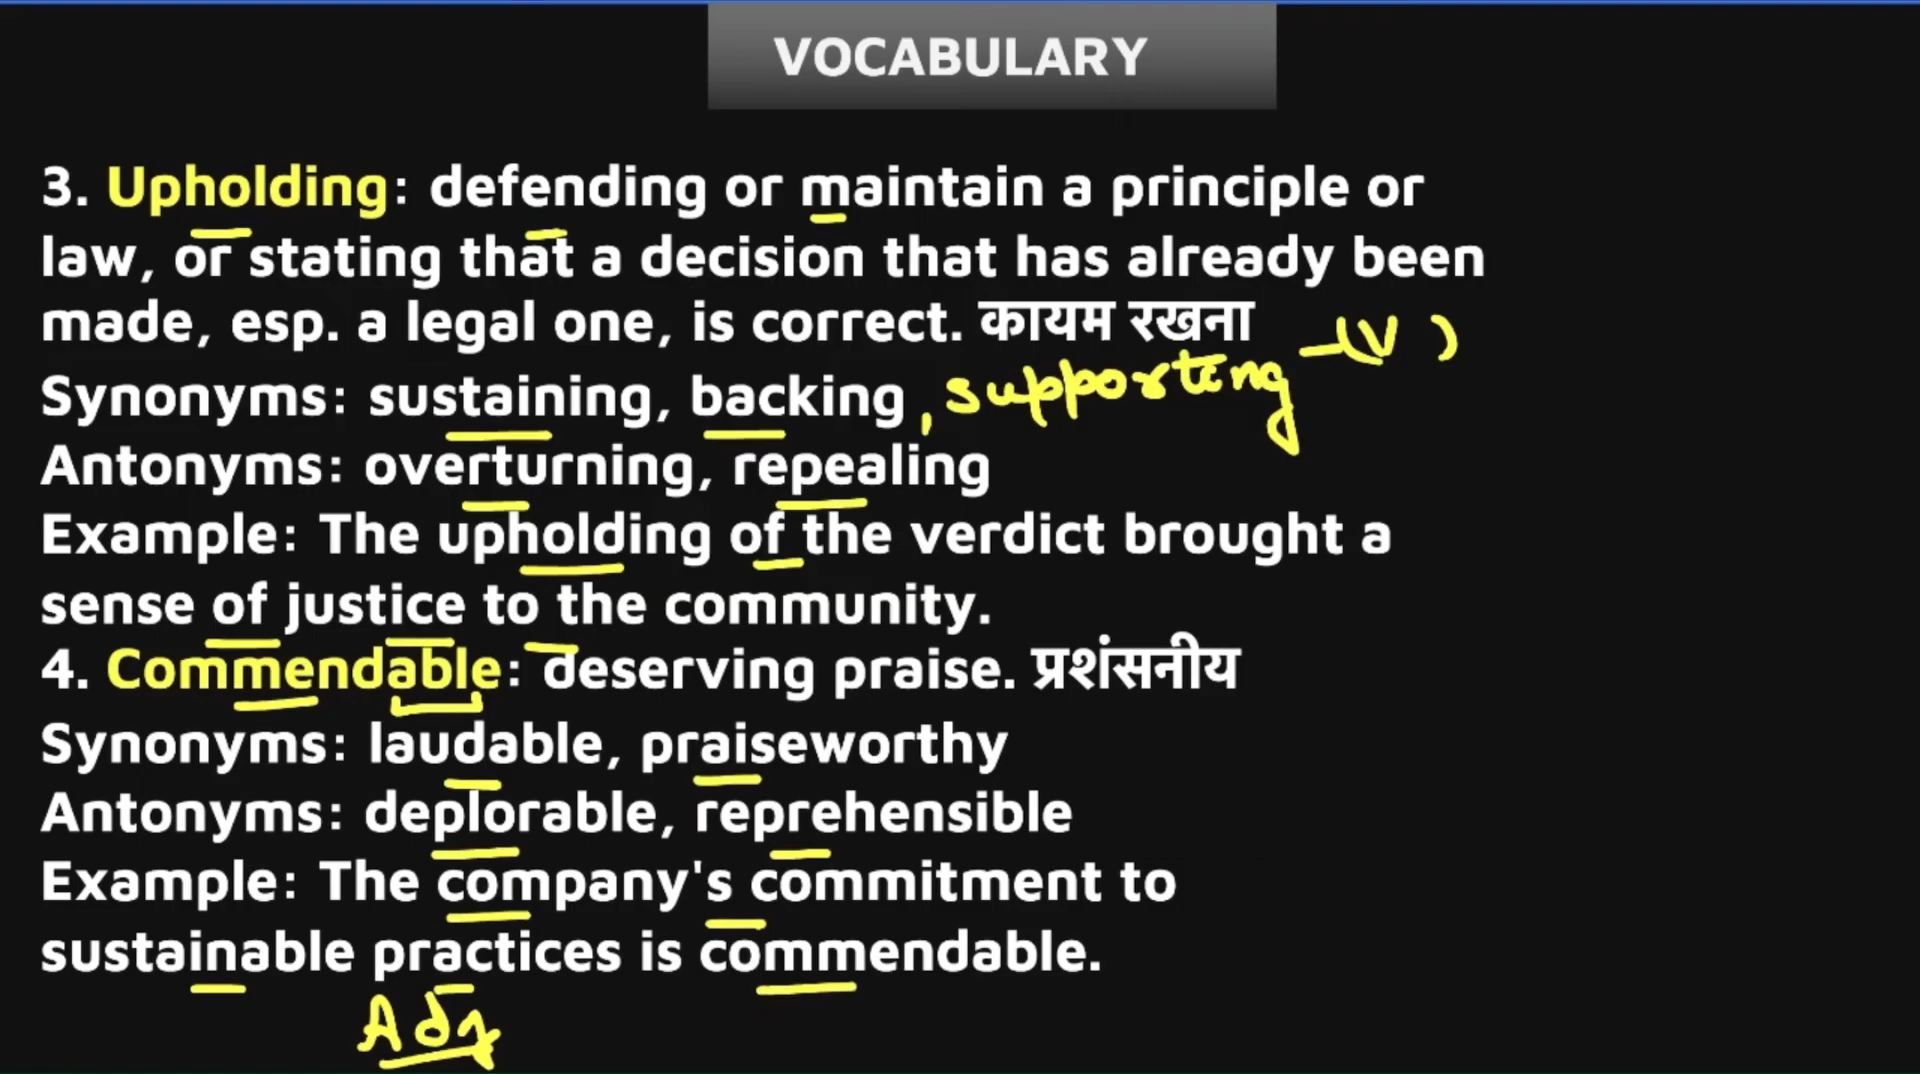 VOCABULARY
3. Upholding: defending or maintain a principle or
law, or stating that a decision that has already been
made, esp. a legal one, is correct. कायम रखना
Synonyms: sustaining, backing, supporting -(V)
Antonyms: overturning, repealing
Example: The upholding of the verdict brought a
sense of justice to the community.
4. Commendable: deserving praise. प्रशंसनीय
Synonyms: laudable, praiseworthy
Antonyms: deplorable, reprehensible
Example: The company's commitment to
sustainable practices is commendable.
Adj